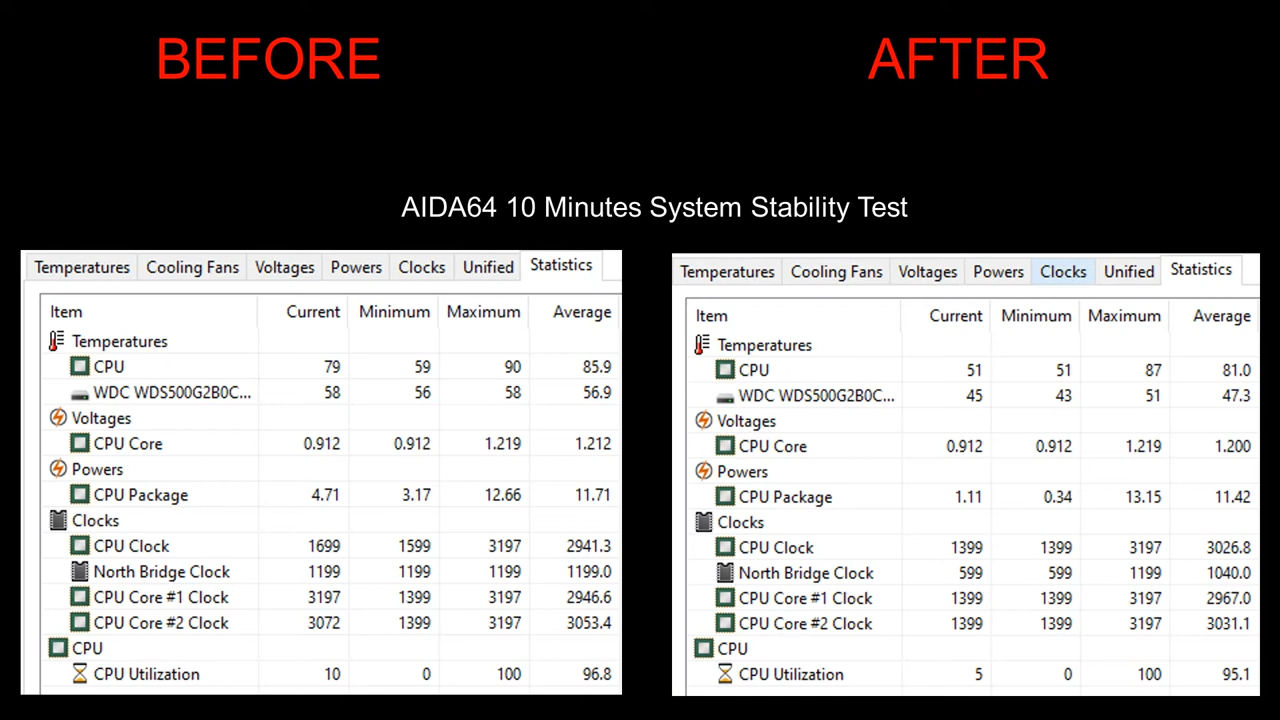 BEFORE
AFTER
AIDA64 10 Minutes System Stability Test
Temperatures Cooling Fans Voltages Powers Clocks Unified Statistics
Item Current Minimum Maximum Average
Temperatures
CPU 79 59 90 85.9
WDC WDS500G2B0C... 58 56 58 56.9
Voltages
CPU Core 0.912 0.912 1.219 1.212
Powers
CPU Package 4.71 3.17 12.66 11.71
Clocks
CPU Clock 1699 1599 3197 2941.3
North Bridge Clock 1199 1199 1199 1199.0
CPU Core #1 Clock 3197 1399 3197 2946.6
CPU Core #2 Clock 3072 1399 3197 3053.4
CPU
CPU Utilization 10 0 100 96.8
Temperatures Cooling Fans Voltages Powers Clocks Unified Statistics
Item Current Minimum Maximum Average
Temperatures
CPU 51 51 87 81.0
WDC WDS500G2B0C... 45 43 51 47.3
Voltages
CPU Core 0.912 0.912 1.219 1.200
Powers
CPU Package 1.11 0.34 13.15 11.42
Clocks
CPU Clock 1399 1399 3197 3026.8
North Bridge Clock 599 599 1199 1040.0
CPU Core #1 Clock 1399 1399 3197 2967.0
CPU Core #2 Clock 1399 1399 3197 3031.1
CPU
CPU Utilization 5 0 100 95.1